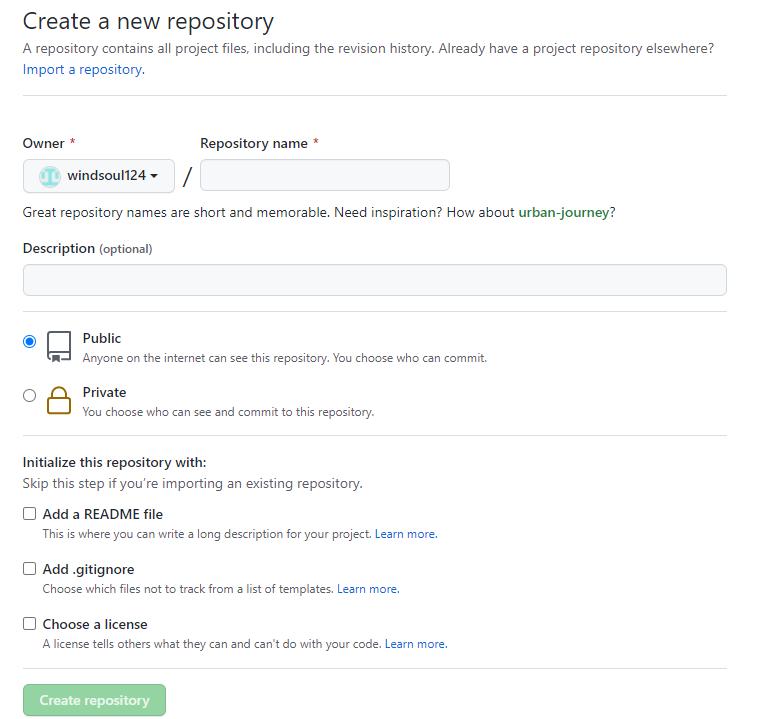 Create a new repository
A repository contains all project files, including the revision history. Already have a project repository elsewhere?
Import a repository.
Owner * Repository name *
windsoul124 /
Great repository names are short and memorable. Need inspiration? How about urban-journey?
Description (optional)
Public
Anyone on the internet can see this repository. You choose who can commit.
Private
You choose who can see and commit to this repository.
Initialize this repository with:
Skip this step if you’re importing an existing repository.
Add a README file
This is where you can write a long description for your project. Learn more.
Add .gitignore
Choose which files not to track from a list of templates. Learn more.
Choose a license
A license tells others what they can and can't do with your code. Learn more.
Create repository